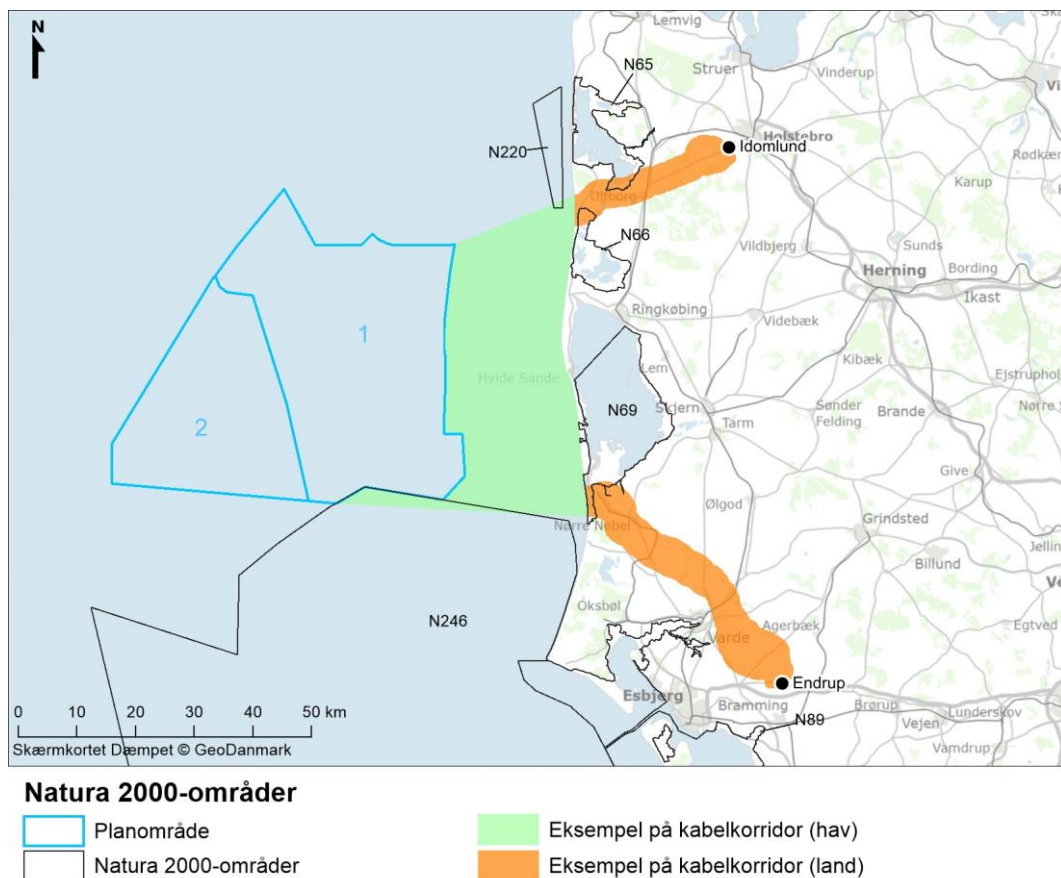 N
Lemvig
N65
Struer
Vinderup
N220
Holstebro
Idomlund
Rødkær
Ulfborg
Karup
N66
Vildbjerg
Sunds
Herning
Bording
Ikast
Ringkøbing
1
Videbæk
Kibæk
Ejstruphol
Hvide Sande
Lem
N69
Skjern
Sønder
Felding
Brande
Nørre S
2
Tarm
Give
Ølgod
Nørre Nebel
Grindsted
Jellin
Billund
Ve
Oksbøl
Agerbæk
N246
Varde
Egtved
Endrup
Esbjerg
Bramming
Brørup
Lunderskov
N89
Vejen
Vamdrup
0 10 20 30 40 50 km
Skærmkortet Dæmpet © GeoDanmark
Natura 2000-områder
Planområde
Eksempel på kabelkorridor (hav)
Natura 2000-områder
Eksempel på kabelkorridor (land)